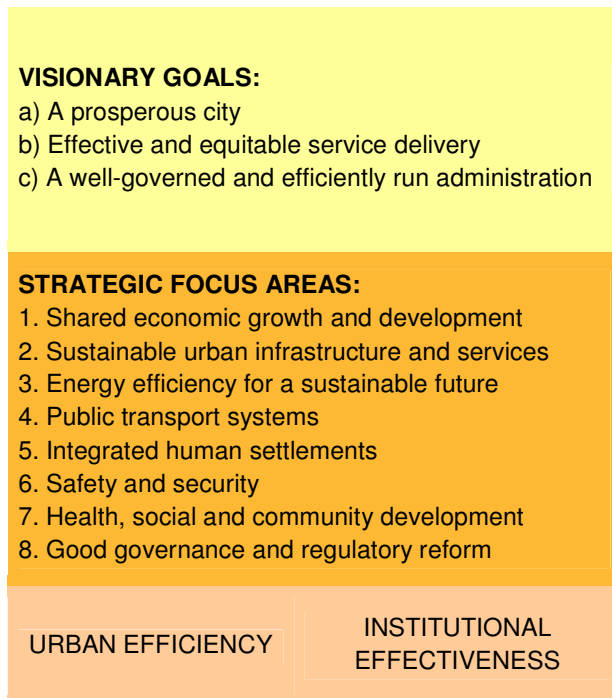 VISIONARY GOALS:
a) A prosperous city
b) Effective and equitable service delivery
c) A well-governed and efficiently run administration
STRATEGIC FOCUS AREAS:
1. Shared economic growth and development
2. Sustainable urban infrastructure and services
3. Energy efficiency for a sustainable future
4. Public transport systems
5. Integrated human settlements
6. Safety and security
7. Health, social and community development
8. Good governance and regulatory reform
URBAN EFFICIENCY
INSTITUTIONAL
EFFECTIVENESS